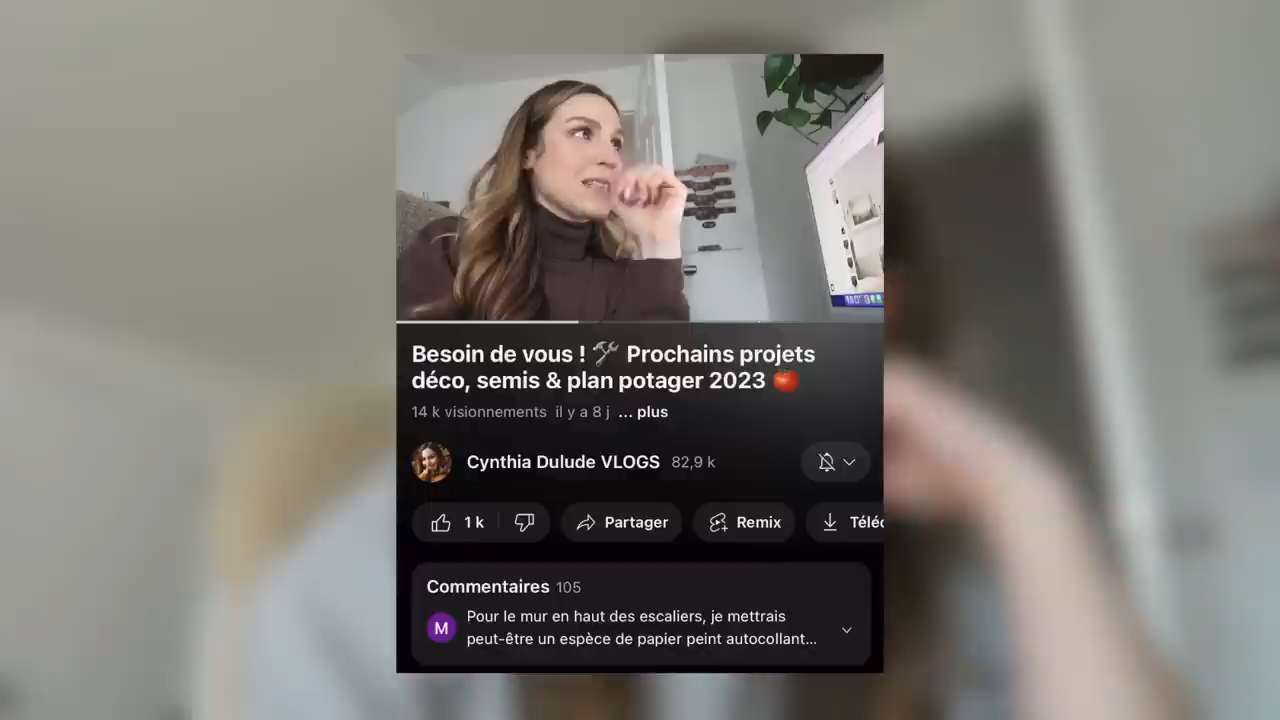 Besoin de vous ! 🛠 Prochains projets
déco, semis & plan potager 2023 🍅
14 k visionnements il y a 8 j ... plus
Cynthia Dulude VLOGS 82,9 k
1 k Partager Remix Téléc
Commentaires 105
M
Pour le mur en haut des escaliers, je mettrais
peut-être un espèce de papier peint autocollant...